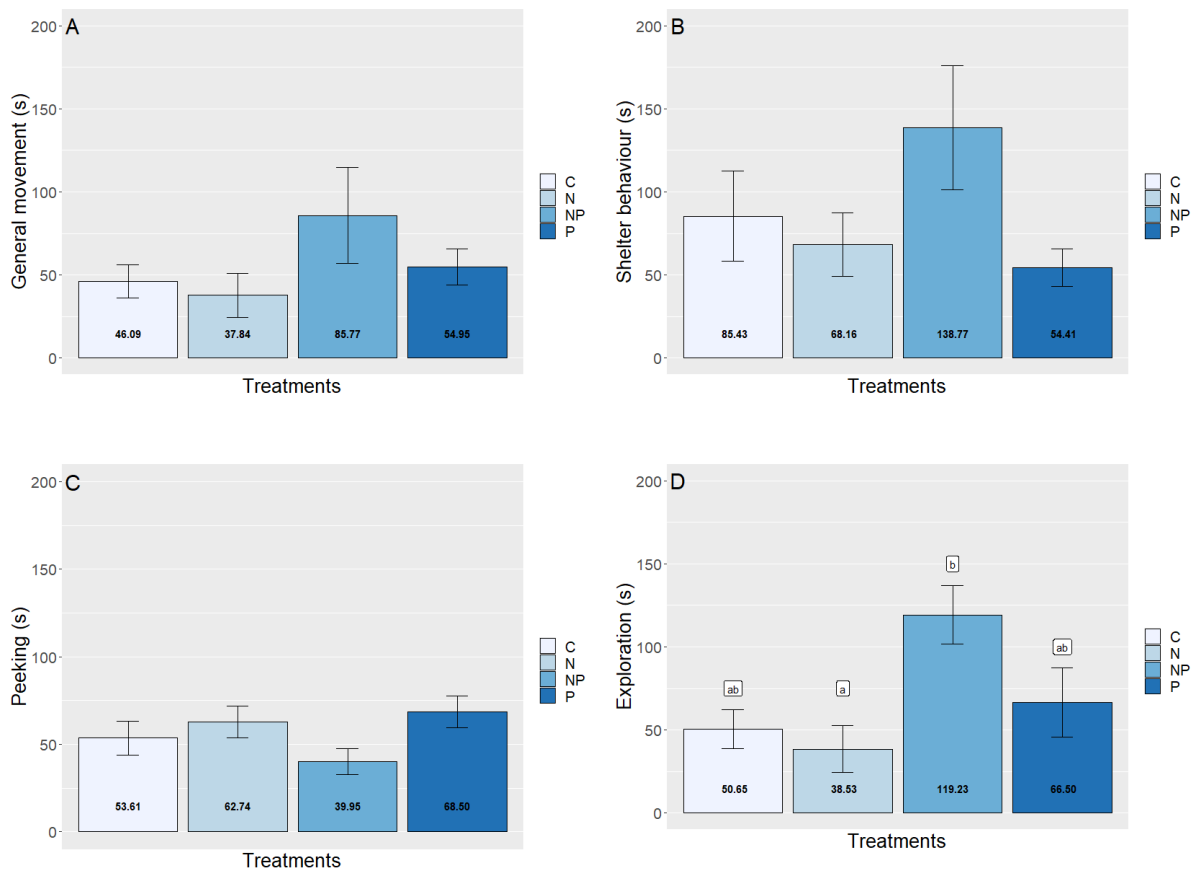 A
General movement (s)
200
150
100
50
0
46.09 37.84 85.77 54.95
Treatments
C
N
NP
P
B
Shelter behaviour (s)
200
150
100
50
0
85.43 68.16 138.77 54.41
Treatments
C
N
NP
P
C
Peeking (s)
200
150
100
50
0
53.61 62.74 39.95 68.50
Treatments
C
N
NP
P
D
Exploration (s)
200
150
100
50
0
b
ab
ab a
50.65 38.53 119.23 66.50
Treatments
C
N
NP
P